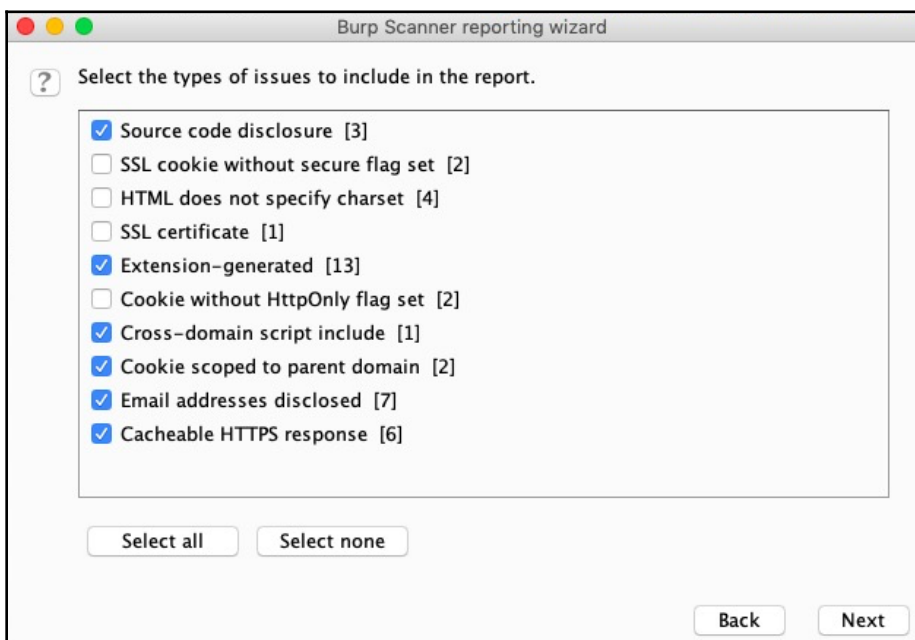 Burp Scanner reporting wizard
?
Select the types of issues to include in the report.
Source code disclosure [3]
SSL cookie without secure flag set [2]
HTML does not specify charset [4]
SSL certificate [1]
Extension-generated [13]
Cookie without HttpOnly flag set [2]
Cross-domain script include [1]
Cookie scoped to parent domain [2]
Email addresses disclosed [7]
Cacheable HTTPS response [6]
Select all Select none
Back Next